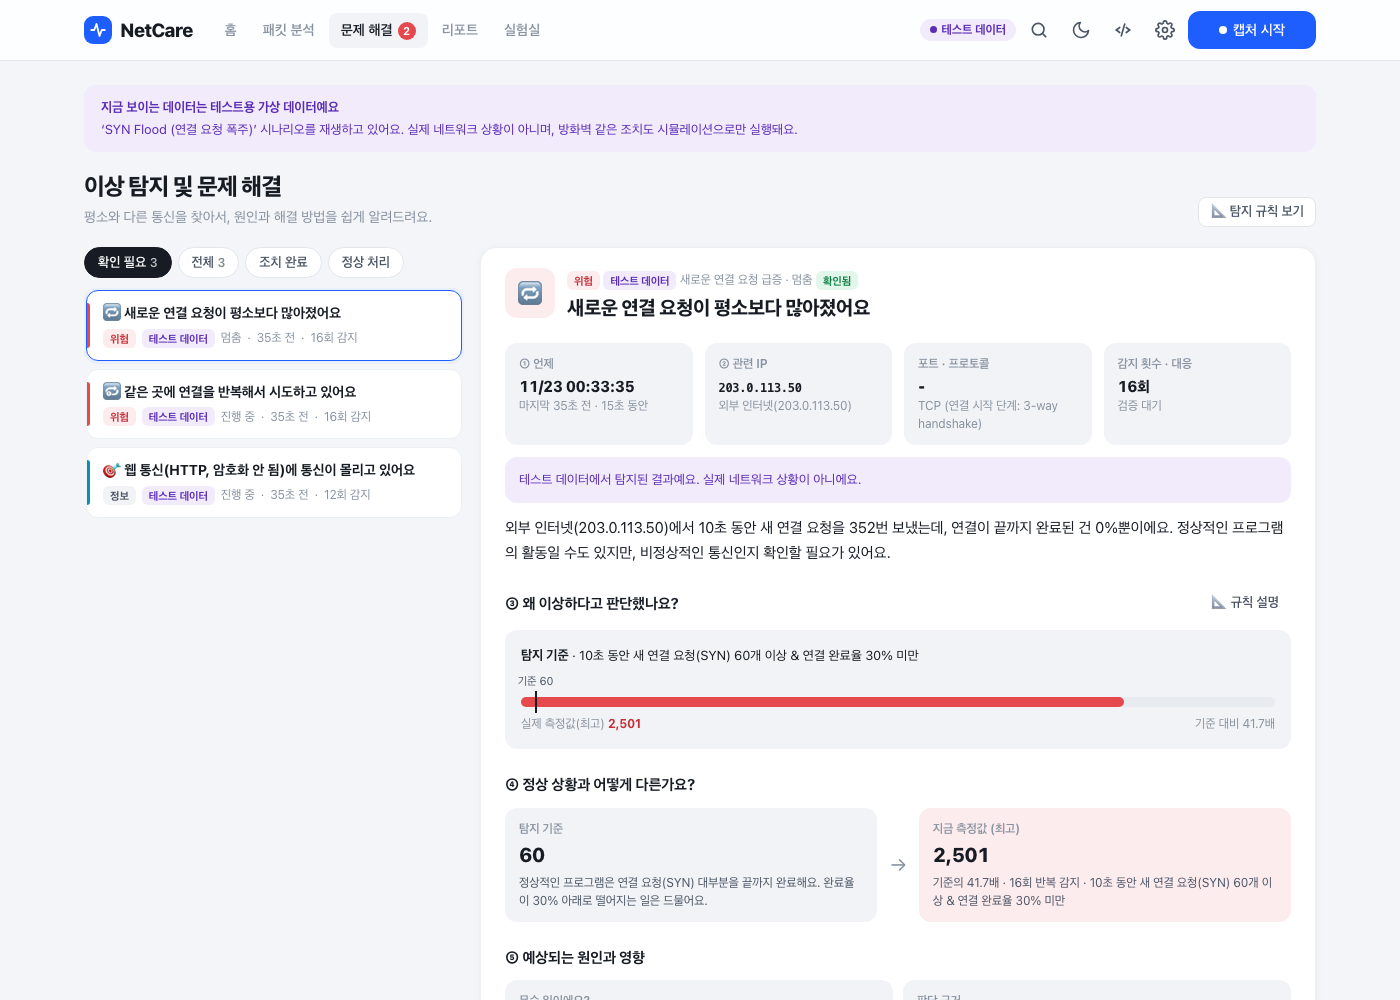 NetCare
홈
패킷 분석
문제 해결 2
리포트
실험실
테스트 데이터
캡처 시작
지금 보이는 데이터는 테스트용 가상 데이터예요
‘SYN Flood (연결 요청 폭주)’ 시나리오를 재생하고 있어요. 실제 네트워크 상황이 아니며, 방화벽 같은 조치도 시뮬레이션으로만 실행돼요.
이상 탐지 및 문제 해결
평소와 다른 통신을 찾아서, 원인과 해결 방법을 쉽게 알려드려요.
📐 탐지 규칙 보기
확인 필요 3
전체 3
조치 완료
정상 처리
새로운 연결 요청이 평소보다 많아졌어요
위험 테스트 데이터 멈춤 · 35초 전 · 16회 감지
같은 곳에 연결을 반복해서 시도하고 있어요
위험 테스트 데이터 진행 중 · 35초 전 · 16회 감지
웹 통신(HTTP, 암호화 안 됨)에 통신이 몰리고 있어요
정보 테스트 데이터 진행 중 · 35초 전 · 12회 감지
위험 테스트 데이터 새로운 연결 요청 급증 · 멈춤 확인됨
새로운 연결 요청이 평소보다 많아졌어요
① 언제
11/23 00:33:35
마지막 35초 전 · 15초 동안
② 관련 IP
203.0.113.50
외부 인터넷(203.0.113.50)
포트 · 프로토콜
-
TCP (연결 시작 단계: 3-way
handshake)
감지 횟수 · 대응
16회
검증 대기
테스트 데이터에서 탐지된 결과예요. 실제 네트워크 상황이 아니에요.
외부 인터넷(203.0.113.50)에서 10초 동안 새 연결 요청을 352번 보냈는데, 연결이 끝까지 완료된 건 0%뿐이에요. 정상적인 프로그램
의 활동일 수도 있지만, 비정상적인 통신인지 확인할 필요가 있어요.
③ 왜 이상하다고 판단했나요?
📐 규칙 설명
탐지 기준 · 10초 동안 새 연결 요청(SYN) 60개 이상 & 연결 완료율 30% 미만
기준 60
실제 측정값(최고) 2,501
기준 대비 41.7배
④ 정상 상황과 어떻게 다른가요?
탐지 기준
60
정상적인 프로그램은 연결 요청(SYN) 대부분을 끝까지 완료해요. 완료율
이 30% 아래로 떨어지는 일은 드물어요.
→
지금 측정값 (최고)
2,501
기준의 41.7배 · 16회 반복 감지 · 10초 동안 새 연결 요청(SYN) 60개 이
상 & 연결 완료율 30% 미만
⑤ 예상되는 원인과 영향